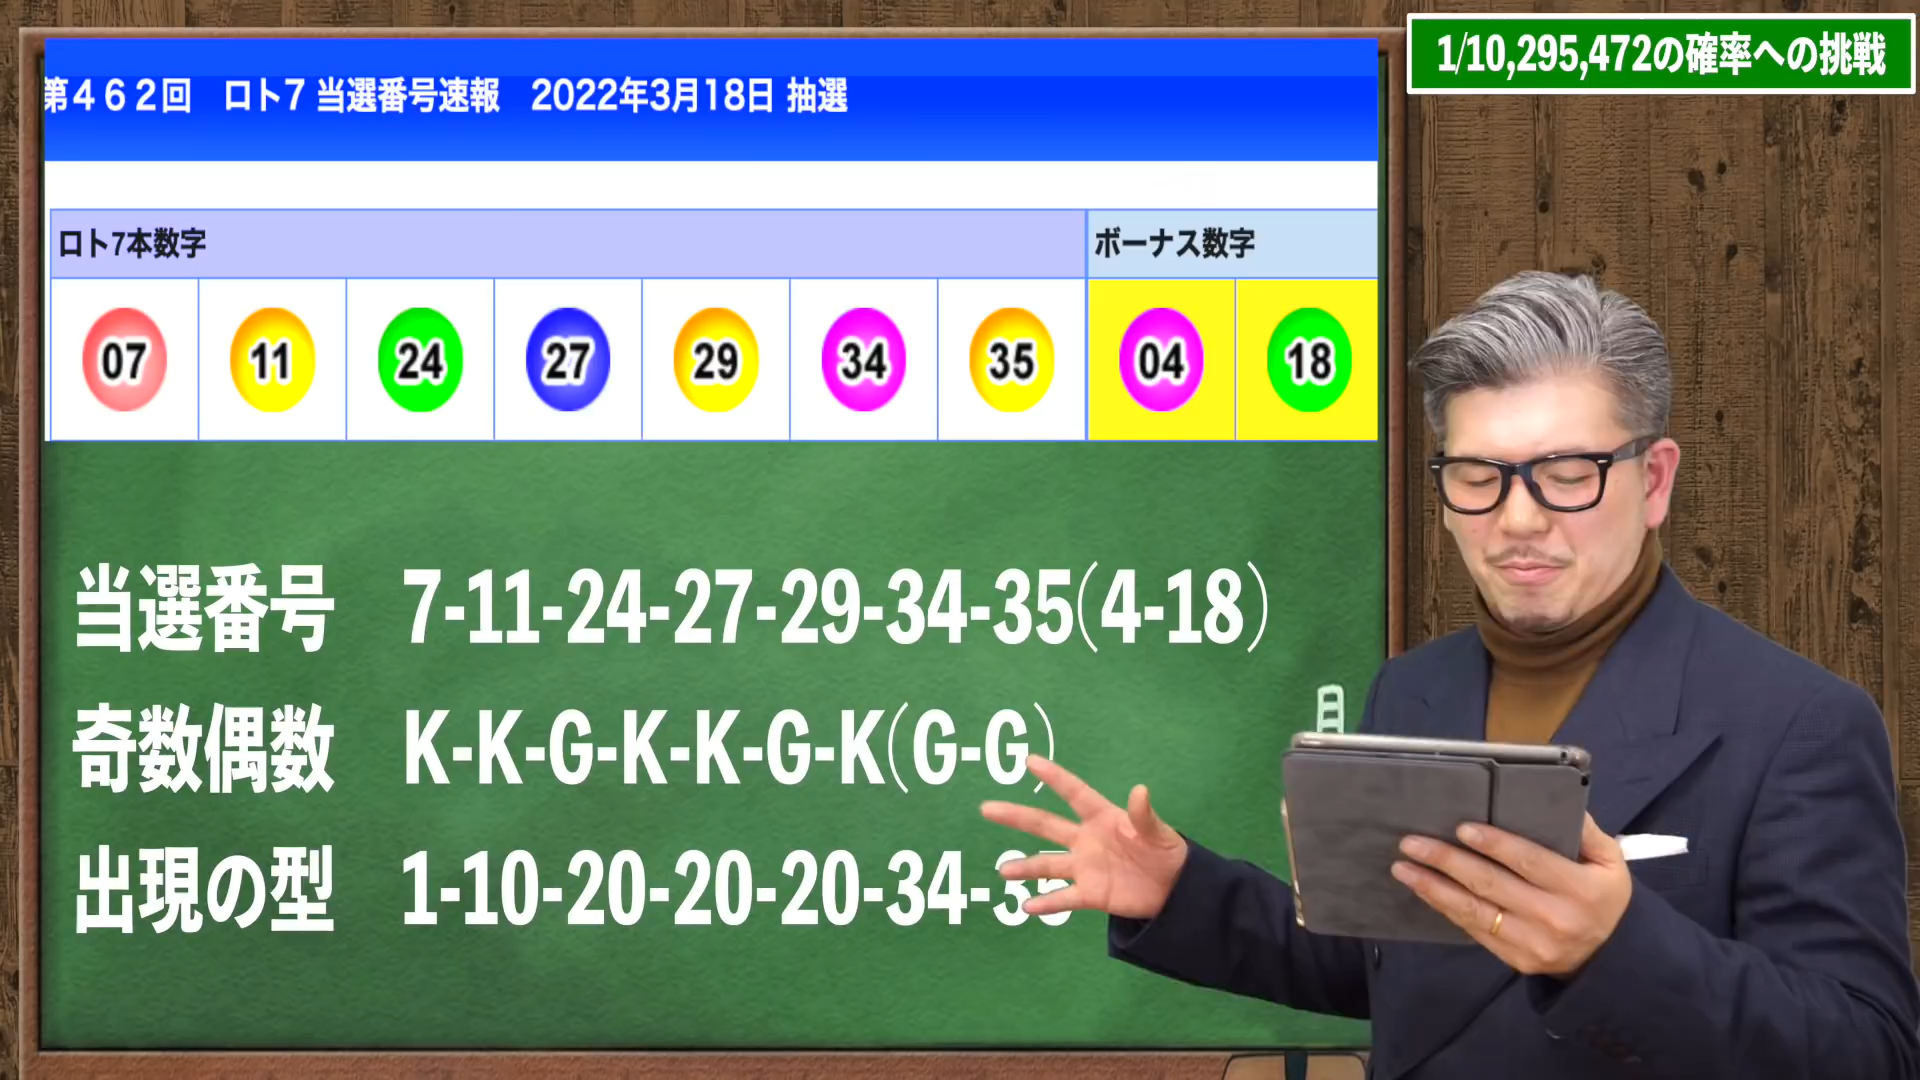 1/10,295,472の確率への挑戦
第４６２回　ロト7 当選番号速報　2022年3月18日 抽選
ロト7本数字 ボーナス数字
07 11 24 27 29 34 35 04 18
当選番号　7-11-24-27-29-34-35(4-18)
奇数偶数　K-K-G-K-K-G-K(G-G)
出現の型　1-10-20-20-20-34-35